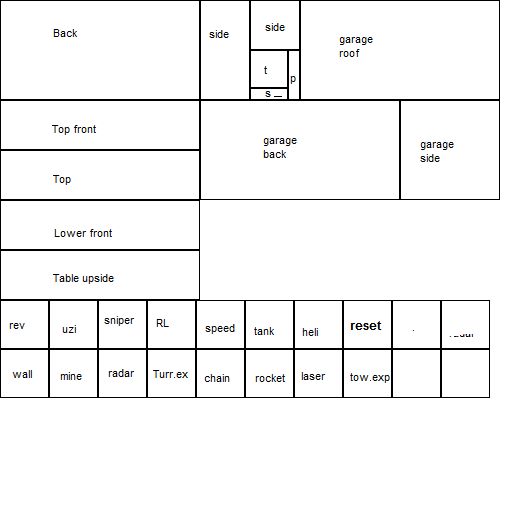 Back
side
side
garage
roof
t
p
s
Top front
garage
back
garage
side
Top
Lower front
Table upside
rev
uzi
sniper
RL
speed
tank
heli
reset
.
wall
mine
radar
Turr.ex
chain
rocket
laser
tow.exp